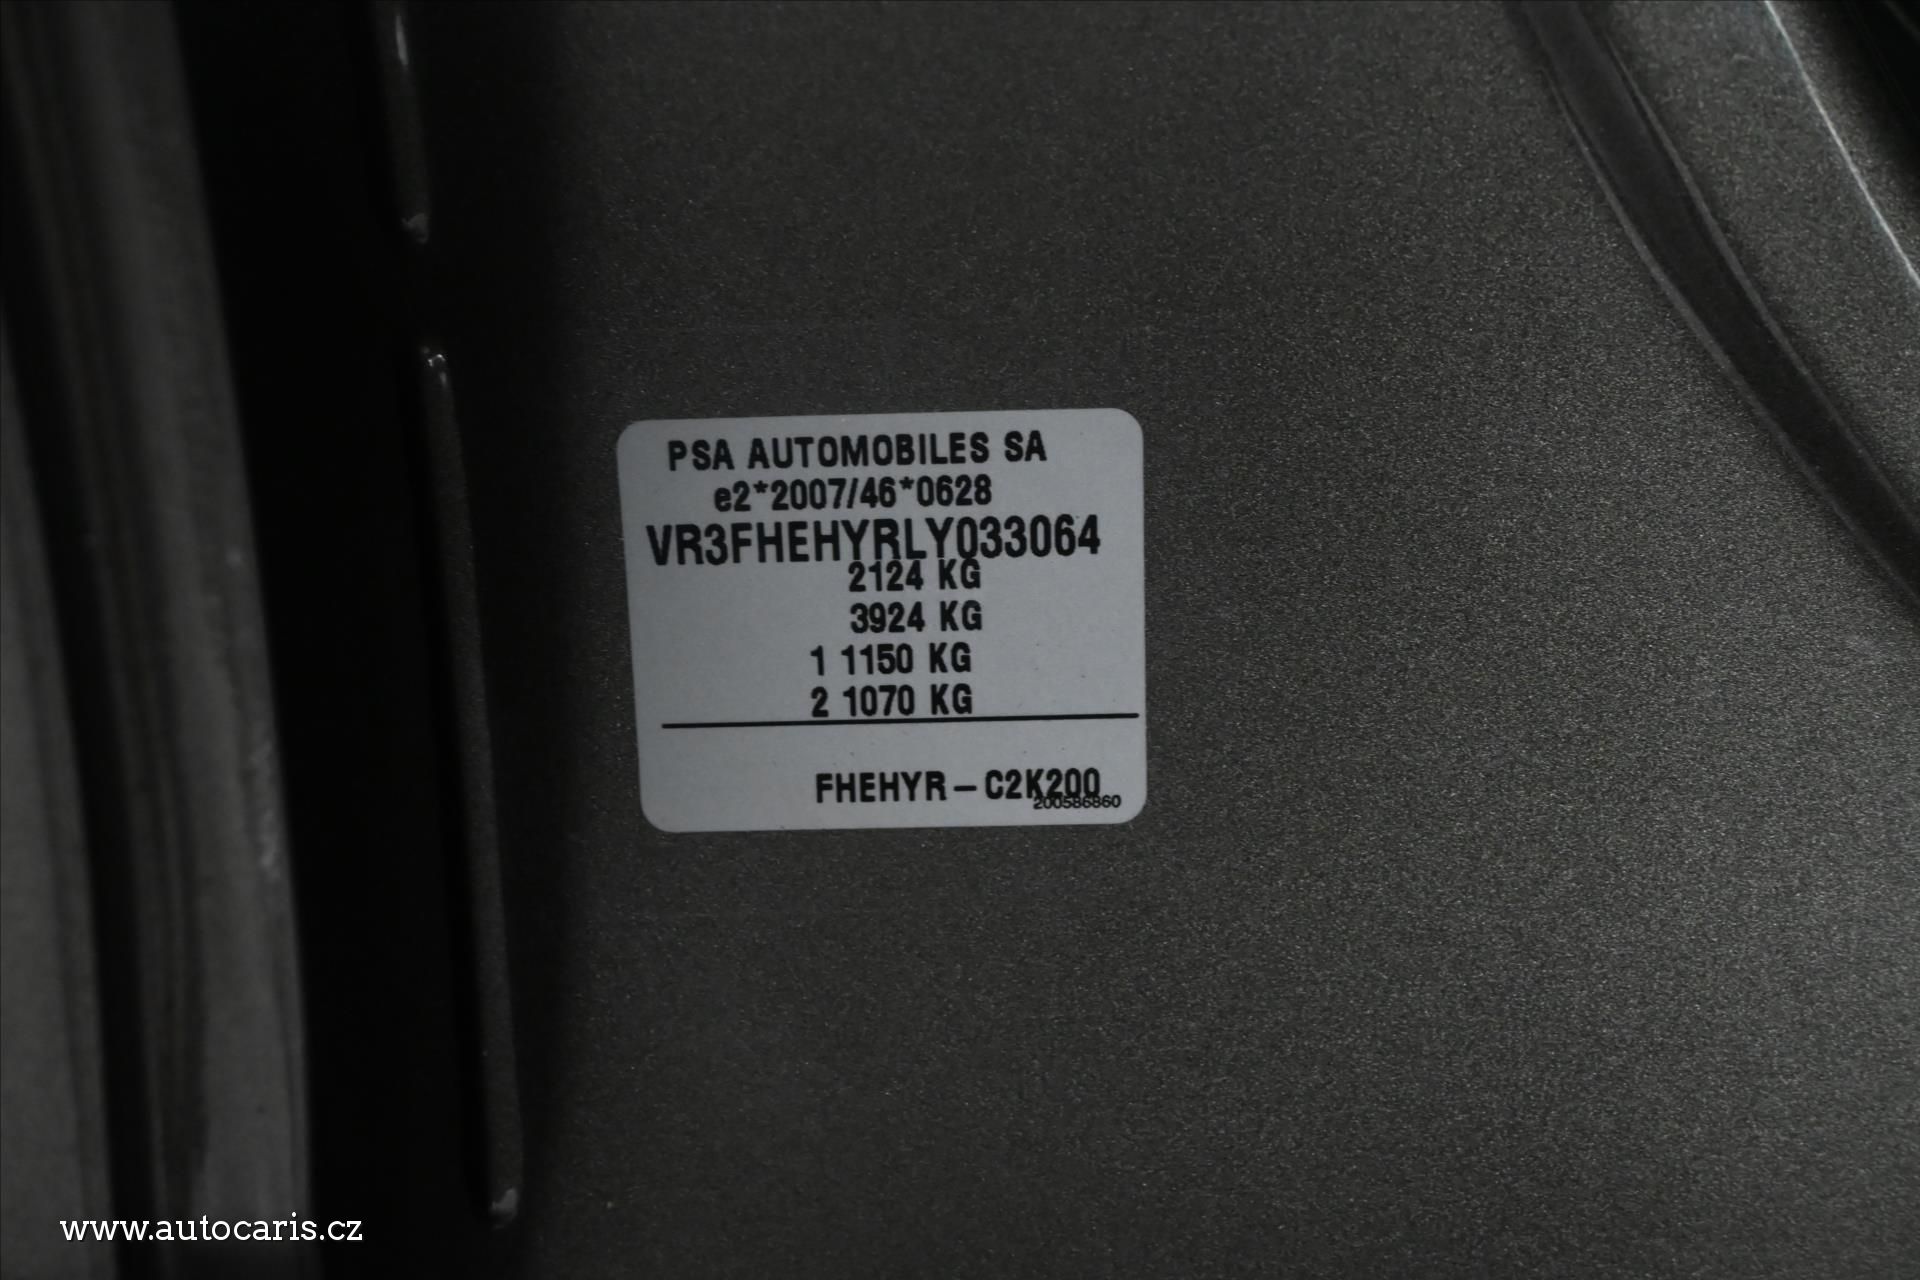 PSA AUTOMOBILES SA
e2*2007/46*0628
VR3FHEHYRLY033064
2124 KG
3924 KG
1 1150 KG
2 1070 KG
FHEHYR – C2K200
200586860
www.autocaris.cz